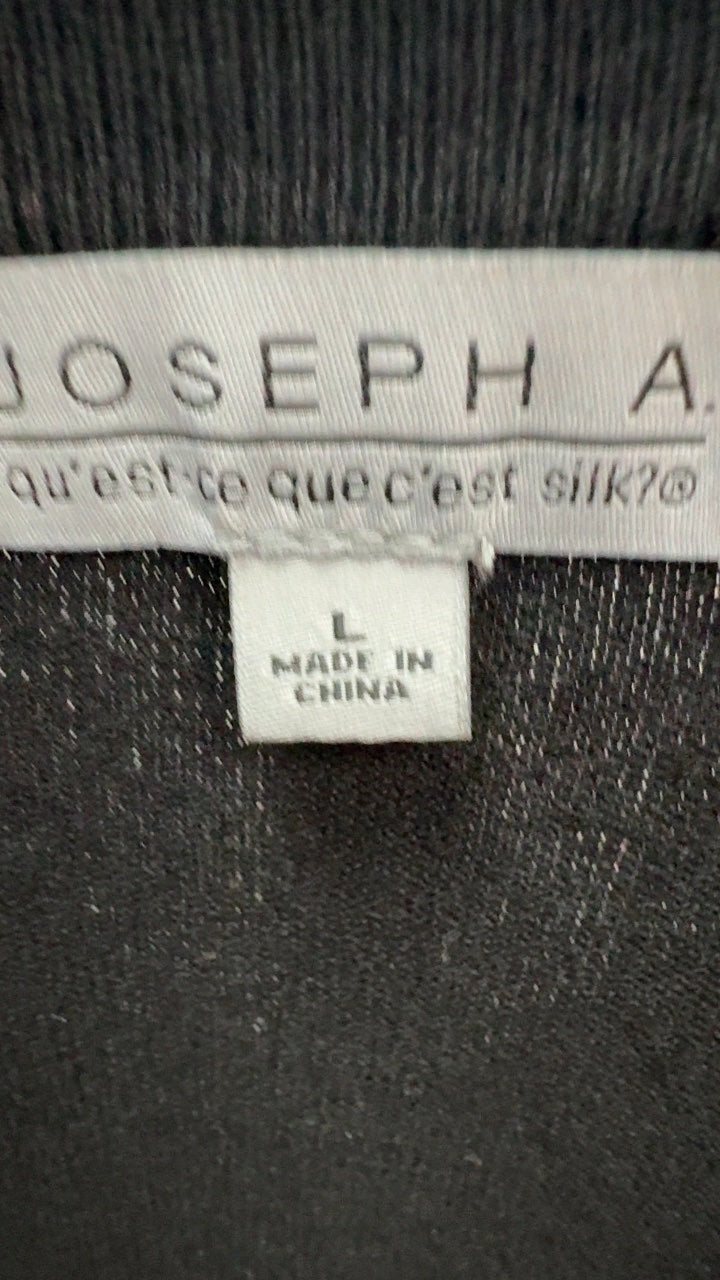 JOSEPH A.
qu'est-ce que c'est silk?®
L
MADE IN
CHINA